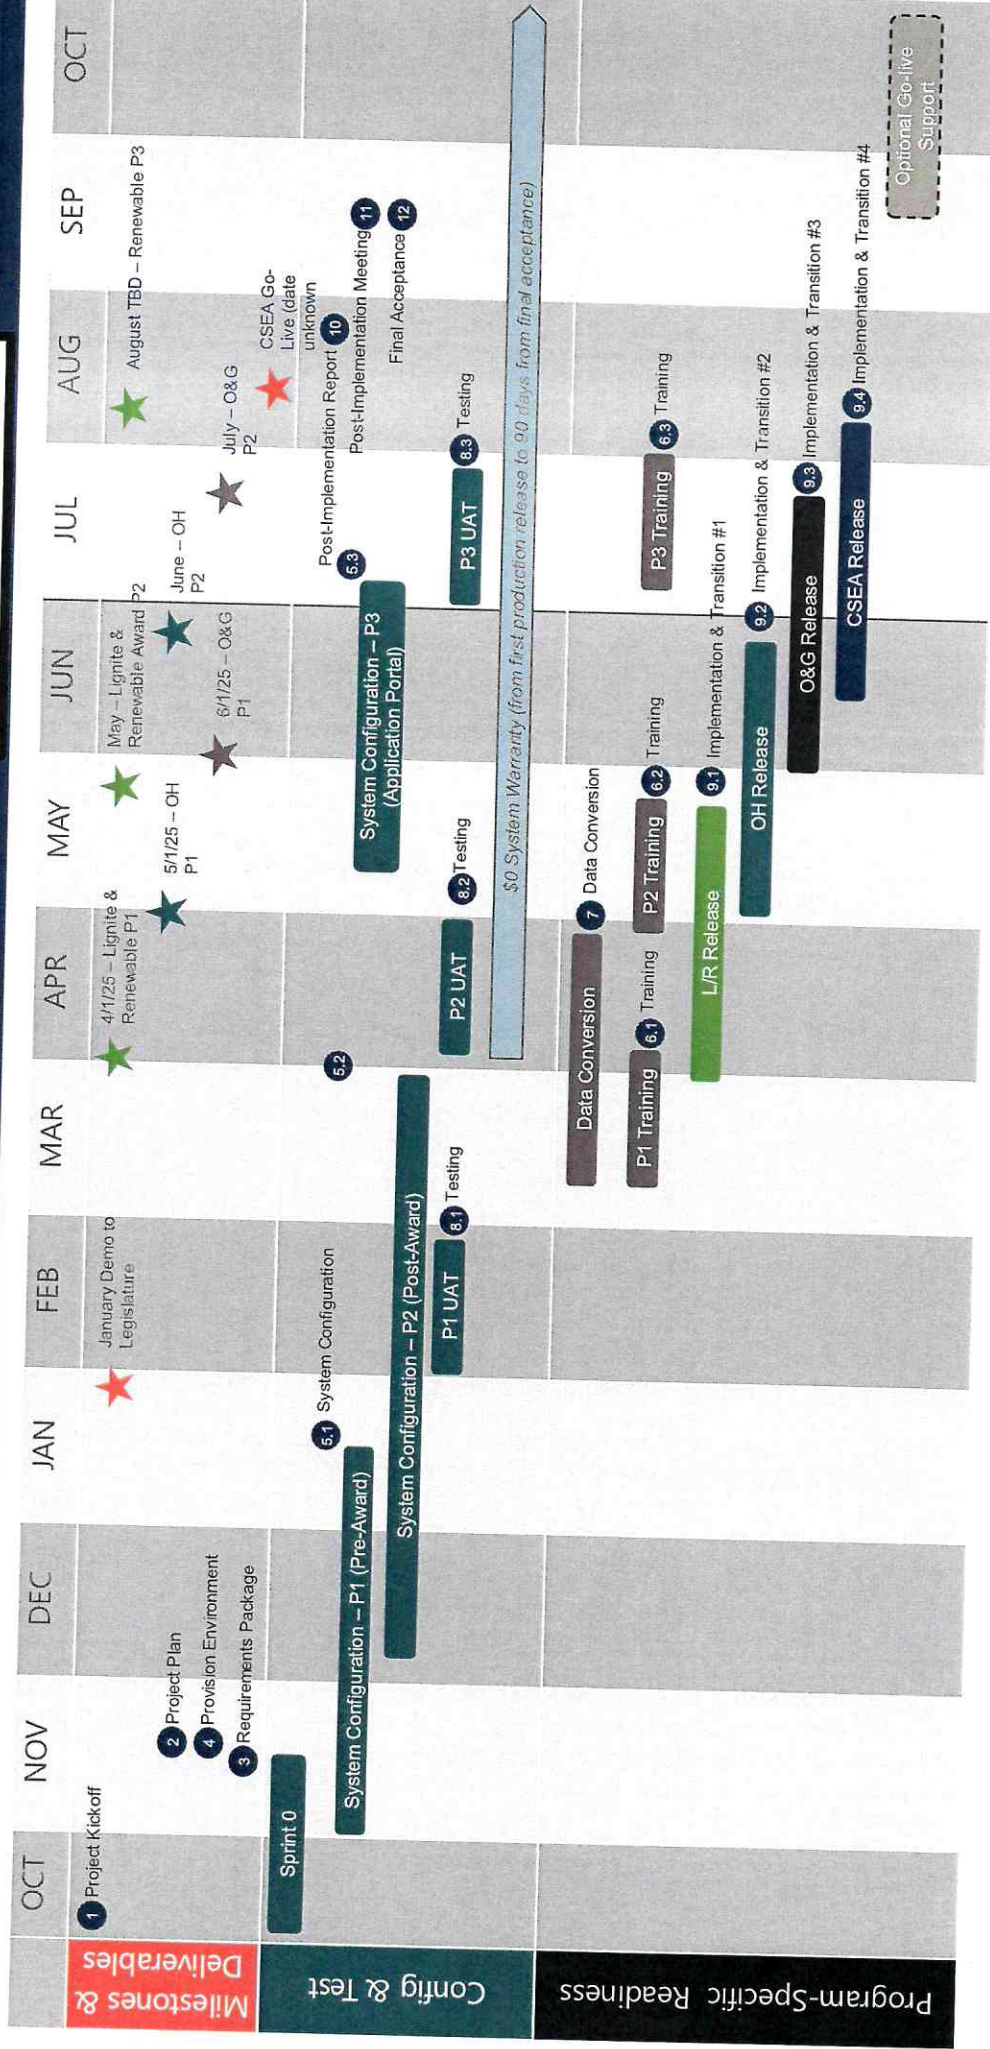 OCT
NOV
DEC
JAN
FEB
MAR
APR
MAY
JUN
JUL
AUG
SEP
OCT
Milestones &
Deliverables
1 Project Kickoff
2 Project Plan
4 Provision Environment
3 Requirements Package
January Demo to
Legislature
4/1/25 – Lignite &
Renewable P1
5/1/25 – OH
P1
May – Lignite &
Renewable Award P2
6/1/25 – O&G
P1
June – OH
P2
July – O&G
P2
August TBD – Renewable P3
CSEA Go-
Live (date
unknown
Config & Test
Sprint 0
System Configuration – P1 (Pre-Award)
5.1 System Configuration
System Configuration – P2 (Post-Award)
5.2
P1 UAT
8.1 Testing
P2 UAT
8.2 Testing
System Configuration – P3
(Application Portal)
5.3
P3 UAT
8.3 Testing
Post-Implementation Report 10
Post-Implementation Meeting 11
Final Acceptance 12
$0 System Warranty (from first production release to 90 days from final acceptance)
Program-Specific Readiness
Data Conversion
7 Data Conversion
P1 Training
6.1 Training
P2 Training
6.2 Training
P3 Training
6.3 Training
L/R Release
9.1 Implementation & Transition #1
OH Release
9.2 Implementation & Transition #2
O&G Release
9.3 Implementation & Transition #3
CSEA Release
9.4 Implementation & Transition #4
Optional Go-live
Support